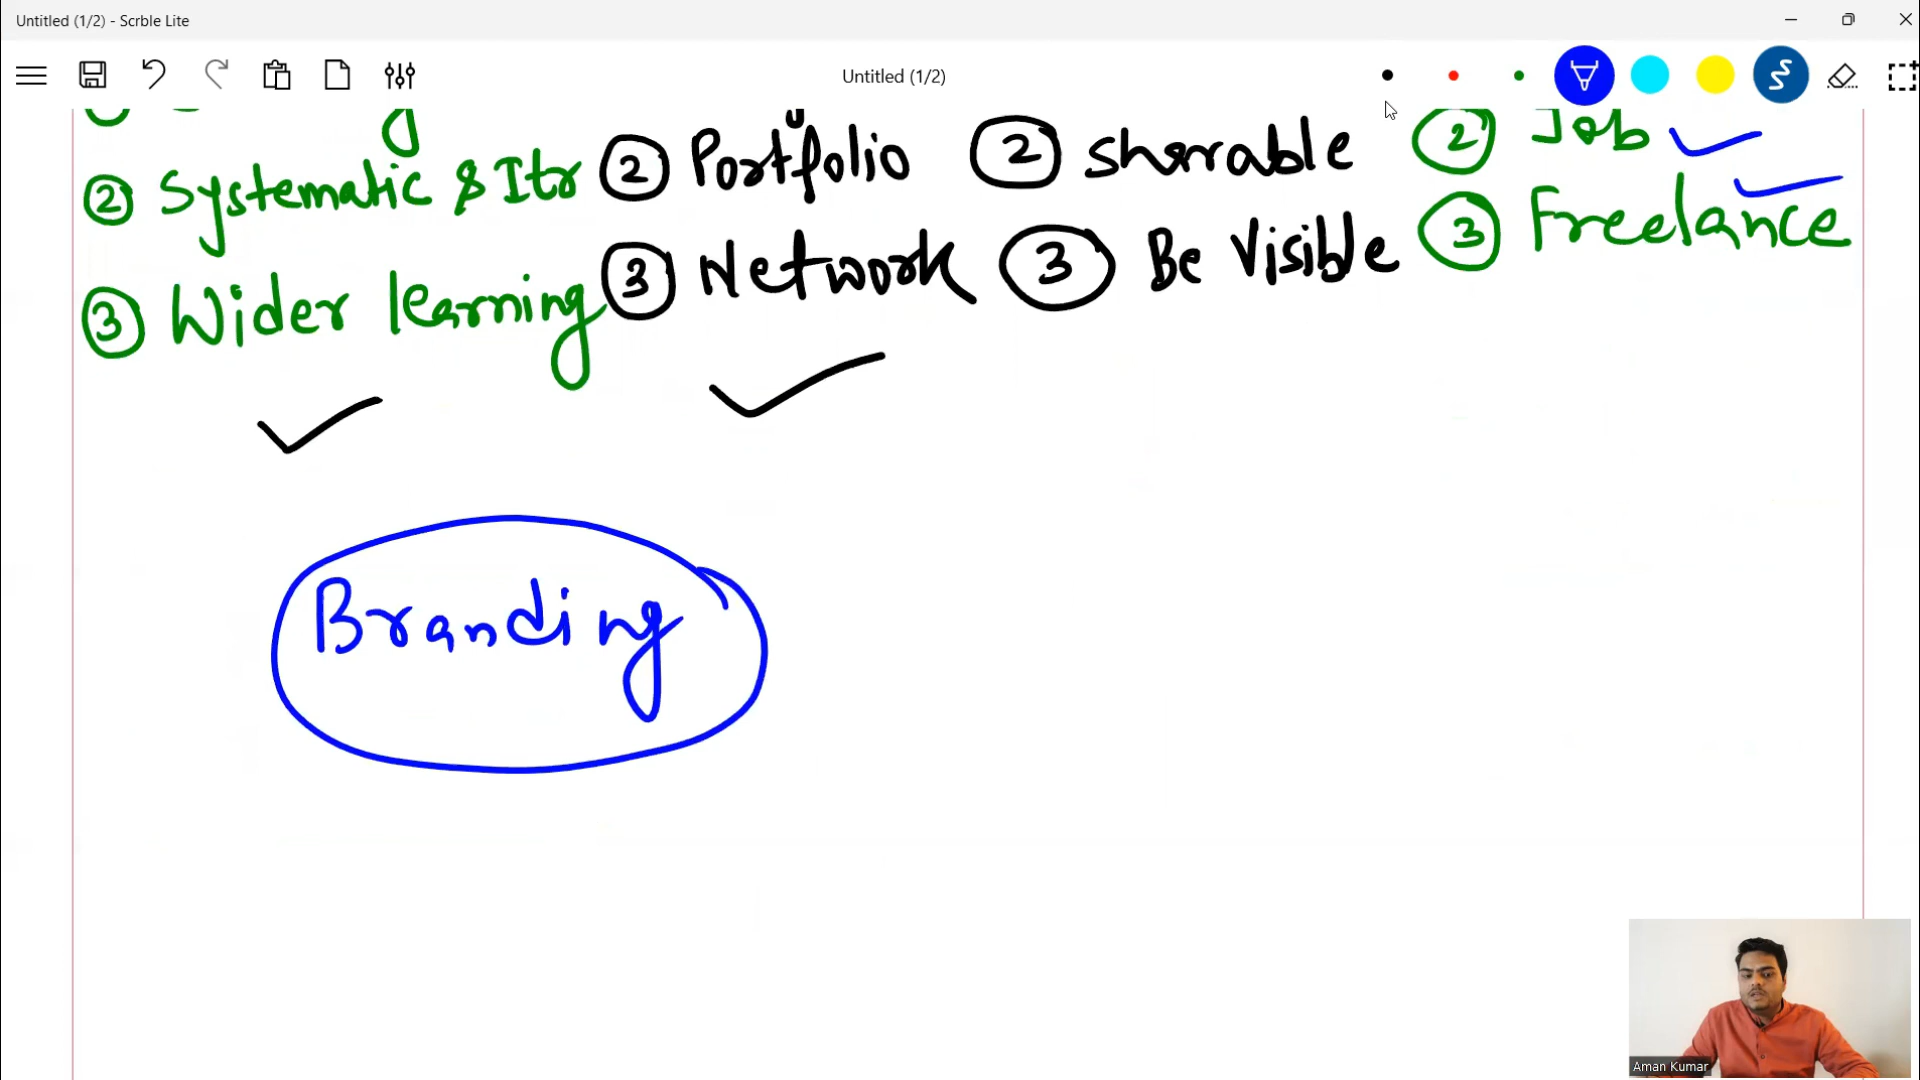 Untitled (1/2) - Scrble Lite
Untitled (1/2)
② Systematic & Itr
③ Wider learning
② Portfolio
③ Network
② Sharable
③ Be Visible
② Job
③ Freelance
Branding
Aman Kumar